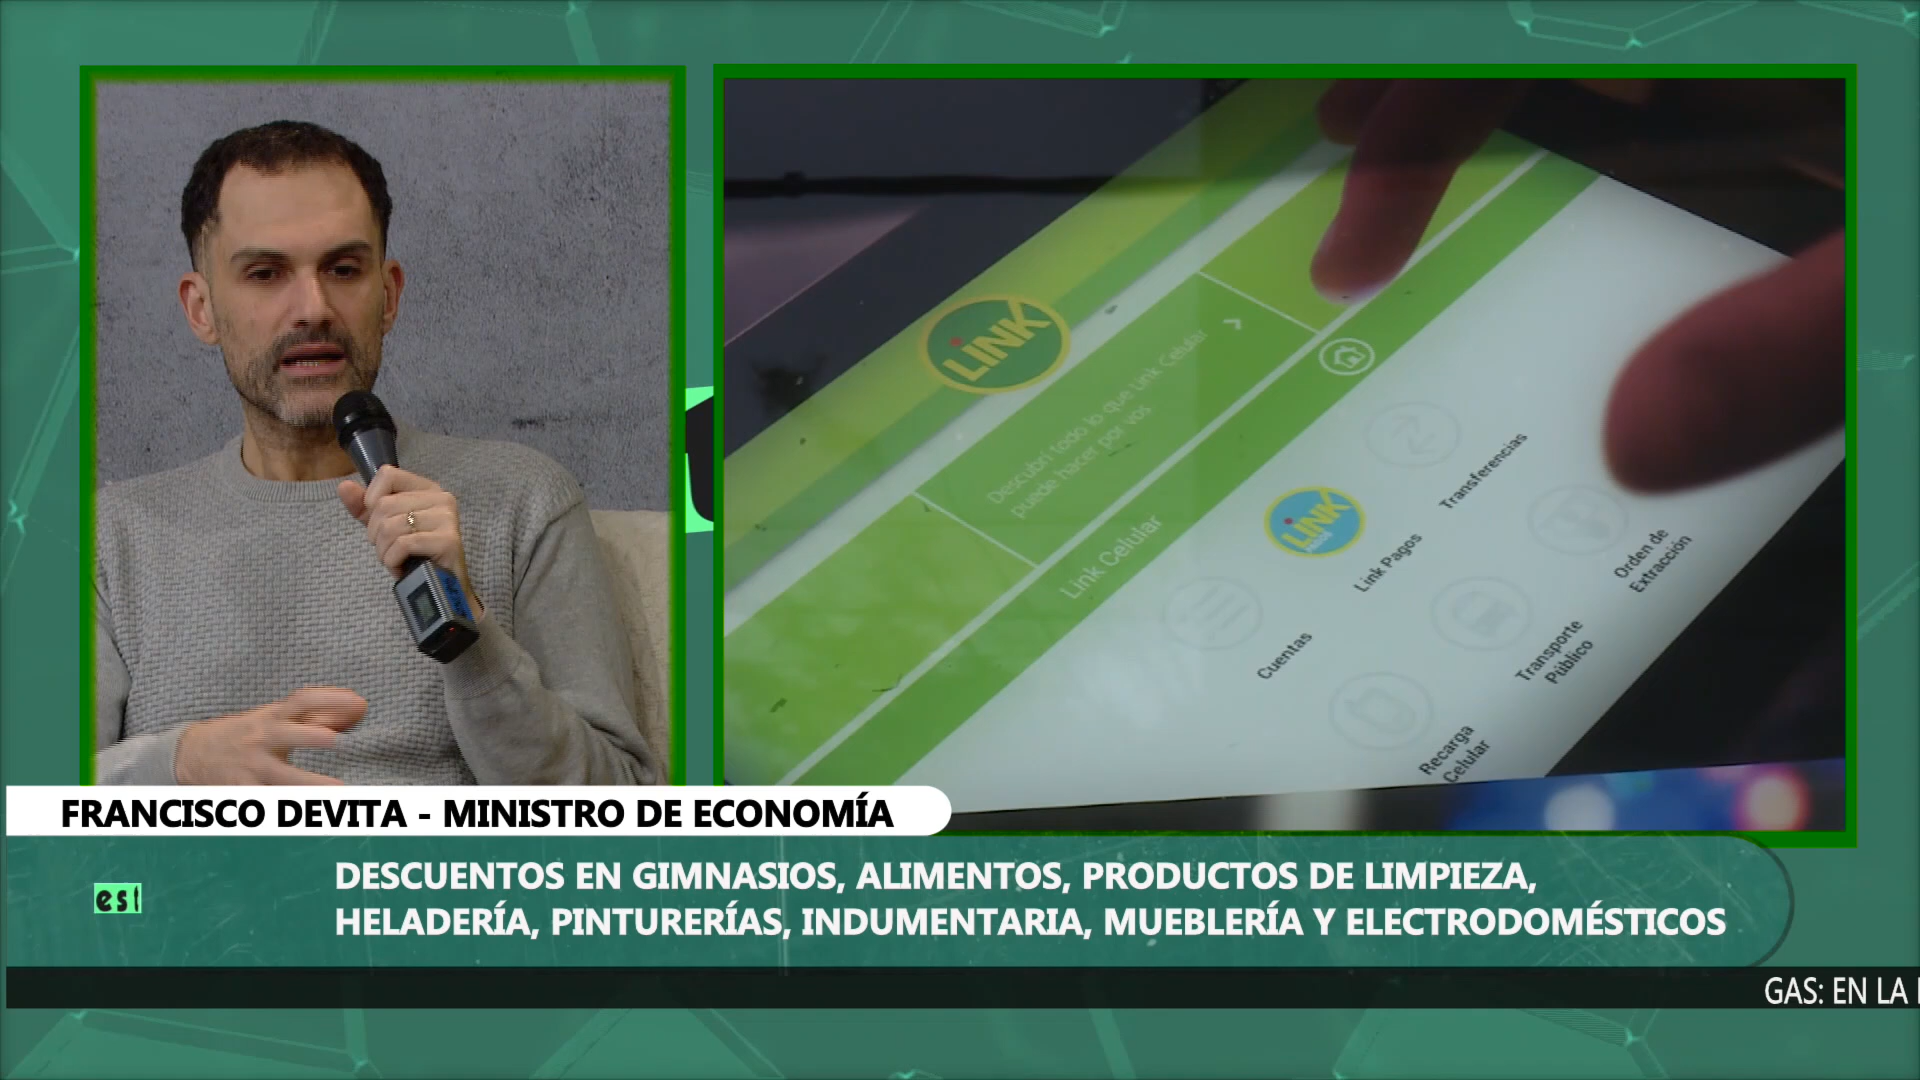 LINK
Descubrí todo lo que Link Celular
puede hacer por vos
Link Celular
Transferencias
LINK
PAGOS
Link Pagos
Orden de
Extracción
Cuentas
Transporte
Público
Recarga
Celular
FRANCISCO DEVITA - MINISTRO DE ECONOMÍA
est
DESCUENTOS EN GIMNASIOS, ALIMENTOS, PRODUCTOS DE LIMPIEZA,
HELADERÍA, PINTURERÍAS, INDUMENTARIA, MUEBLERÍA Y ELECTRODOMÉSTICOS
GAS: EN LA